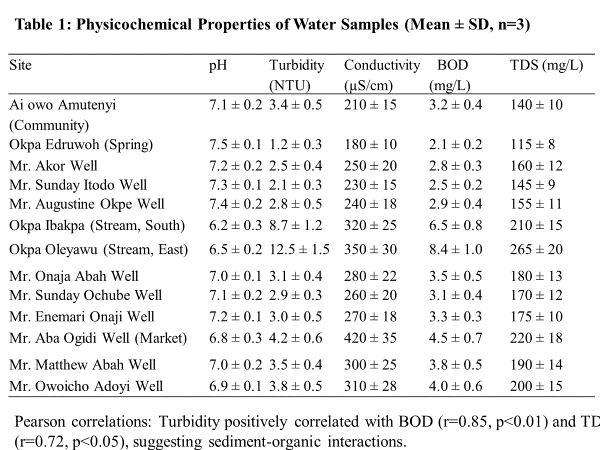 Table 1: Physicochemical Properties of Water Samples (Mean ± SD, n=3)
Site pH Turbidity (NTU) Conductivity (µS/cm) BOD (mg/L) TDS (mg/L)
Ai owo Amutenyi (Community) 7.1 ± 0.2 3.4 ± 0.5 210 ± 15 3.2 ± 0.4 140 ± 10
Okpa Edruwoh (Spring) 7.5 ± 0.1 1.2 ± 0.3 180 ± 10 2.1 ± 0.2 115 ± 8
Mr. Akor Well 7.2 ± 0.2 2.5 ± 0.4 250 ± 20 2.8 ± 0.3 160 ± 12
Mr. Sunday Itodo Well 7.3 ± 0.1 2.1 ± 0.3 230 ± 15 2.5 ± 0.2 145 ± 9
Mr. Augustine Okpe Well 7.4 ± 0.2 2.8 ± 0.5 240 ± 18 2.9 ± 0.4 155 ± 11
Okpa Ibakpa (Stream, South) 6.2 ± 0.3 8.7 ± 1.2 320 ± 25 6.5 ± 0.8 210 ± 15
Okpa Oleyawu (Stream, East) 6.5 ± 0.2 12.5 ± 1.5 350 ± 30 8.4 ± 1.0 265 ± 20
Mr. Onaja Abah Well 7.0 ± 0.1 3.1 ± 0.4 280 ± 22 3.5 ± 0.5 180 ± 13
Mr. Sunday Ochube Well 7.1 ± 0.2 2.9 ± 0.3 260 ± 20 3.1 ± 0.4 170 ± 12
Mr. Enemari Onaji Well 7.2 ± 0.1 3.0 ± 0.5 270 ± 18 3.3 ± 0.3 175 ± 10
Mr. Aba Ogidi Well (Market) 6.8 ± 0.3 4.2 ± 0.6 420 ± 35 4.5 ± 0.7 220 ± 18
Mr. Matthew Abah Well 7.0 ± 0.2 3.5 ± 0.4 300 ± 25 3.8 ± 0.5 190 ± 14
Mr. Owoicho Adoyi Well 6.9 ± 0.1 3.8 ± 0.5 310 ± 28 4.0 ± 0.6 200 ± 15
Pearson correlations: Turbidity positively correlated with BOD (r=0.85, p<0.01) and TD
(r=0.72, p<0.05), suggesting sediment-organic interactions.